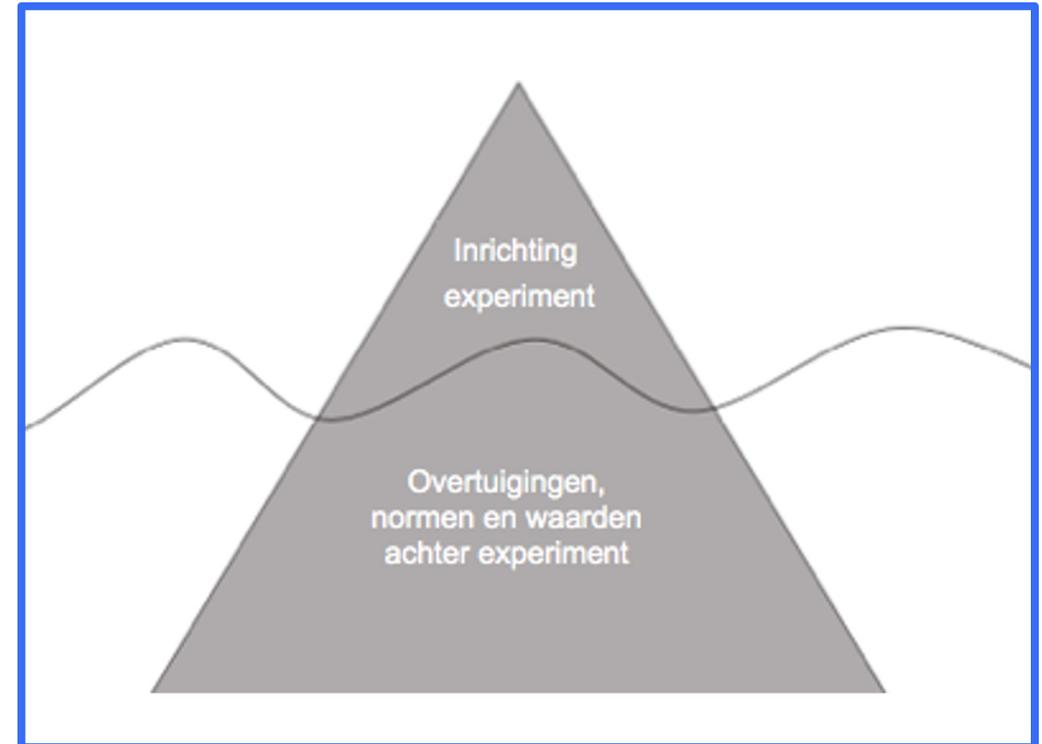 Inrichting
experiment
Overtuigingen,
normen en waarden
achter experiment